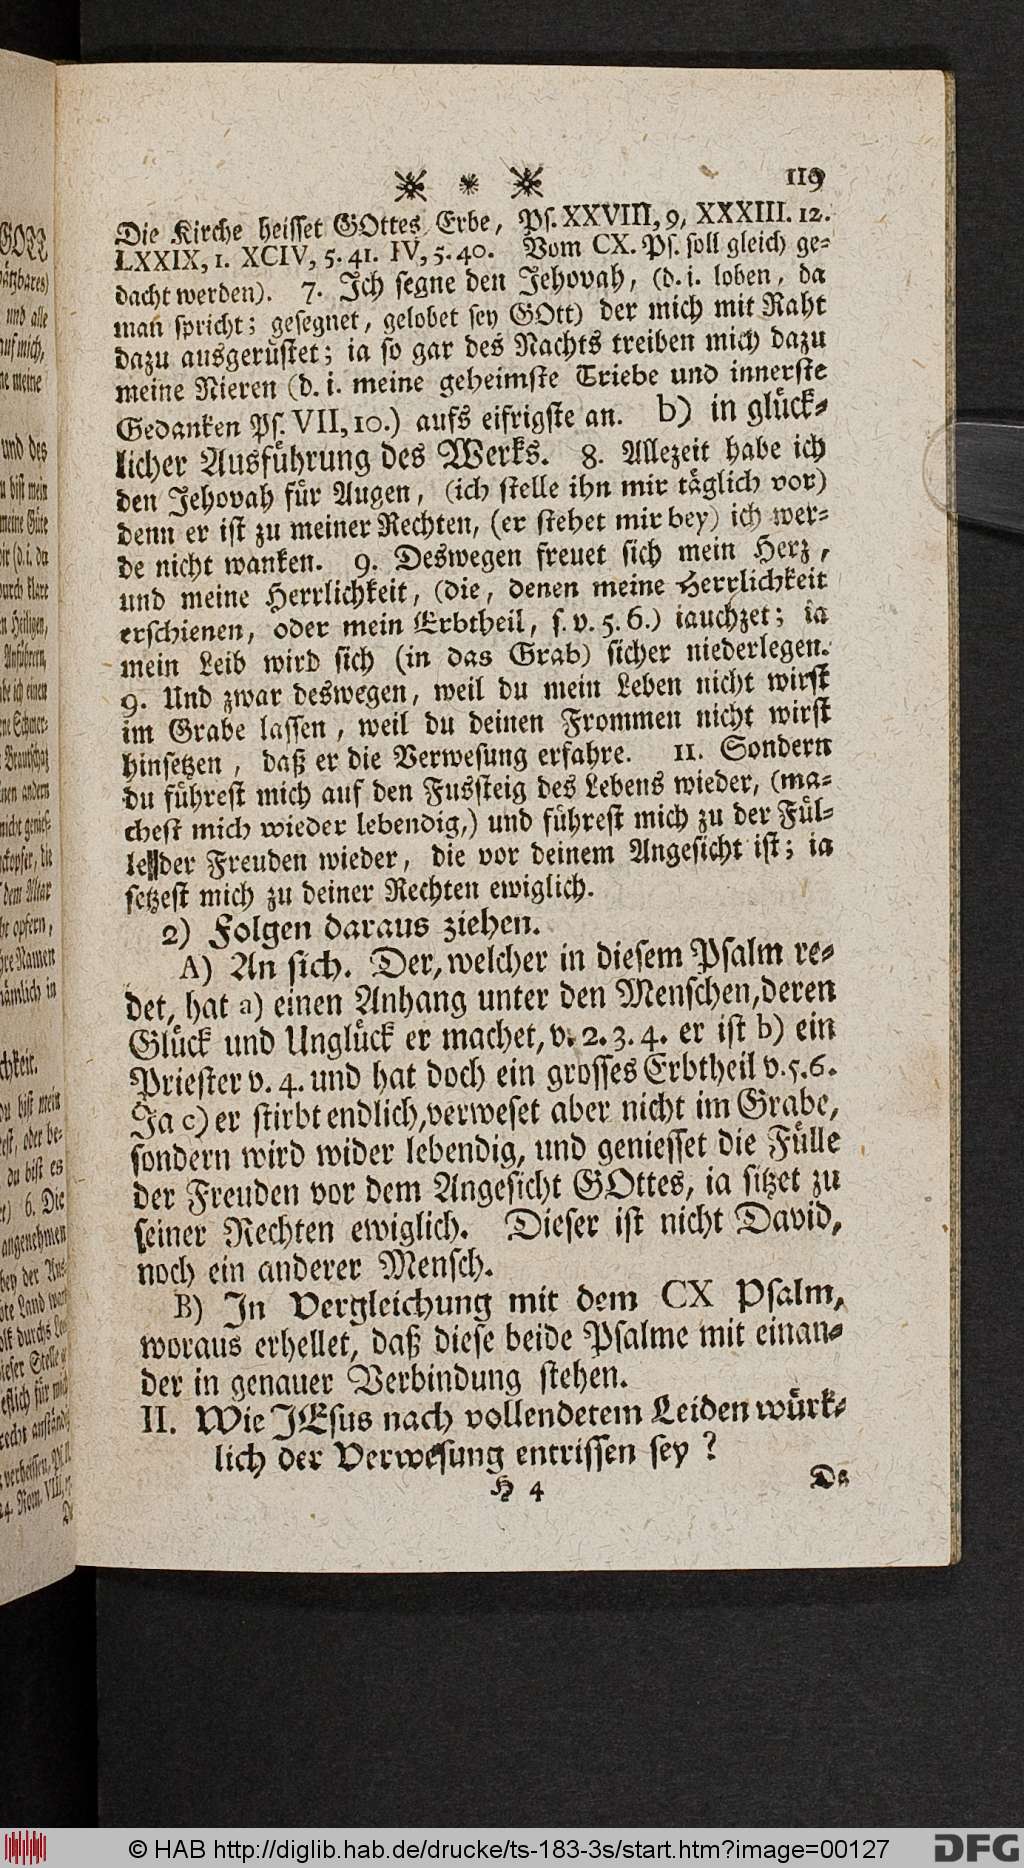 119
Die Kirche heisset GOttes Erbe, Ps. XXVIII, 9, XXXIII. 12.
LXXIX, 1. XCIV, 5. 41. IV, 5. 40. Vom CX. Ps. soll gleich ge-
dacht werden). 7. Ich segne den Jehovah, (d. i. loben, da
man spricht; gesegnet, gelobet sey GOtt) der mich mit Raht
dazu ausgerüstet; ia so gar des Nachts treiben mich dazu
meine Nieren (d. i. meine geheimste Triebe und innerste
Gedanken Ps. VII, 10.) aufs eifrigste an. b) in glück-
licher Ausführung des Werks. 8. Allezeit habe ich
den Jehovah für Augen, (ich stelle ihn mir täglich vor)
denn er ist zu meiner Rechten, (er stehet mir bey) ich wer-
de nicht wanken. 9. Deswegen freuet sich mein Herz,
und meine Herrlichkeit, (die, denen meine Herrlichkeit
erschienen, oder mein Erbtheil, s. v. 5. 6.) iauchzet; ia
mein Leib wird sich (in das Grab) sicher niederlegen.
9. Und zwar deswegen, weil du mein Leben nicht wirst
im Grabe lassen, weil du deinen Frommen nicht wirst
hinsetzen, daß er die Verwesung erfahre. 11. Sondern
du führest mich auf den Fussteig des Lebens wieder, (ma-
chest mich wieder lebendig,) und führest mich zu der Fül-
le der Freuden wieder, die vor deinem Angesicht ist; ia
setzest mich zu deiner Rechten ewiglich.
2) Folgen daraus ziehen.
A) An sich. Der, welcher in diesem Psalm re-
det, hat a) einen Anhang unter den Menschen, deren
Glück und Unglück er machet, v. 2. 3. 4. er ist b) ein
Priester v. 4. und hat doch ein grosses Erbtheil v. 5. 6.
Ja c) er stirbt endlich, verweset aber nicht im Grabe,
sondern wird wider lebendig, und geniesset die Fülle
der Freuden vor dem Angesicht GOttes, ia sitzet zu
seiner Rechten ewiglich. Dieser ist nicht David,
noch ein anderer Mensch.
B) In Vergleichung mit dem CX Psalm,
woraus erhellet, daß diese beide Psalme mit einan-
der in genauer Verbindung stehen.
II. Wie JEsus nach vollendetem Leiden würk-
lich der Verwesung entrissen sey?
H 4
Da
© HAB http://diglib.hab.de/drucke/ts-183-3s/start.htm?image=00127
DFG